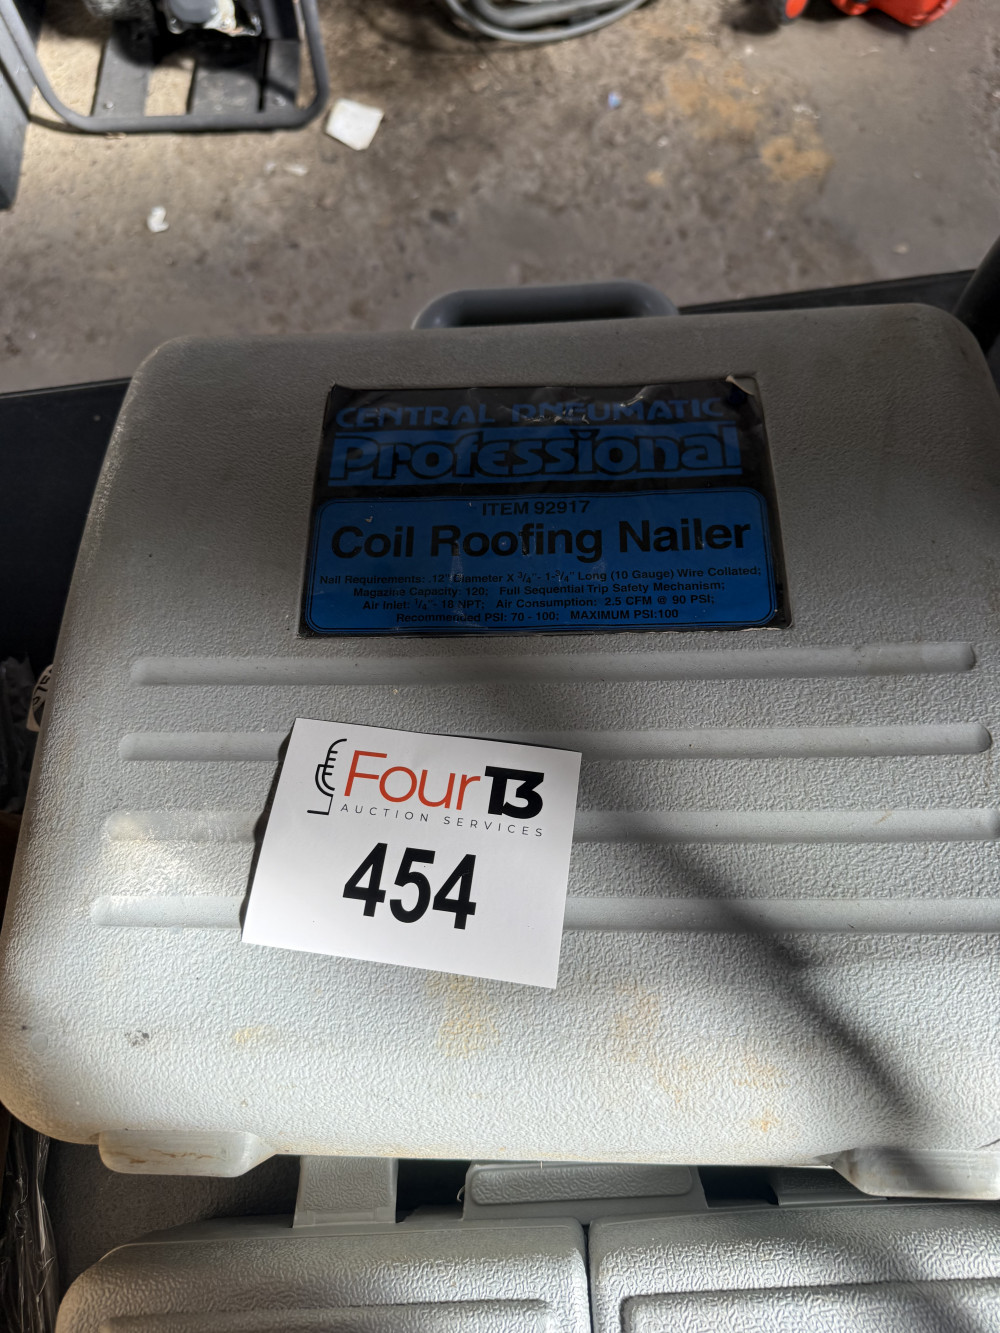 CENTRAL PNEUMATIC
Professional
ITEM 92917
Coil Roofing Nailer
Nail Requirements: .12" Diameter X 3/4"- 1-3/4" Long (10 Gauge) Wire Collated;
Magazine Capacity: 120; Full Sequential Trip Safety Mechanism;
Air Inlet: 1/4"- 18 NPT; Air Consumption: 2.5 CFM @ 90 PSI;
Recommended PSI: 70 - 100; MAXIMUM PSI:100
Four T3
AUCTION SERVICES
454